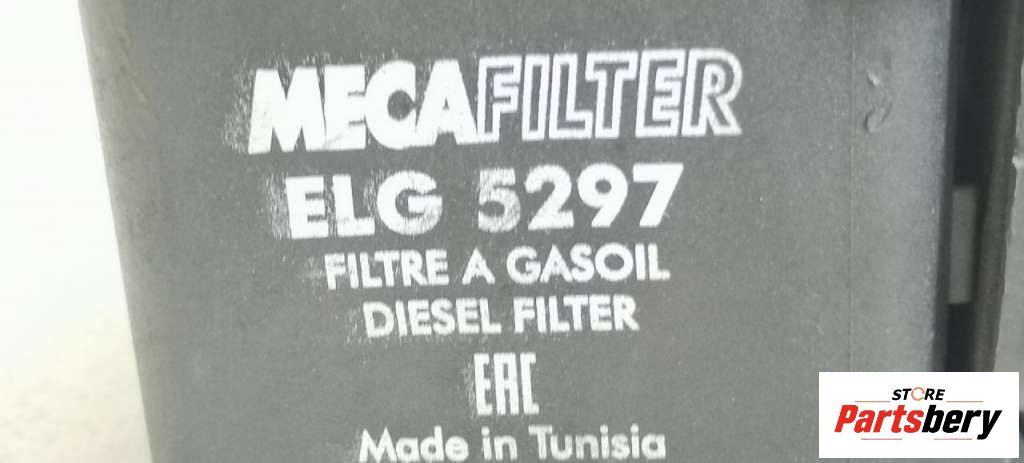 MECAFILTER
ELG 5297
FILTRE A GASOIL
DIESEL FILTER
EAC
Made in Tunisia
STORE
Partsbery